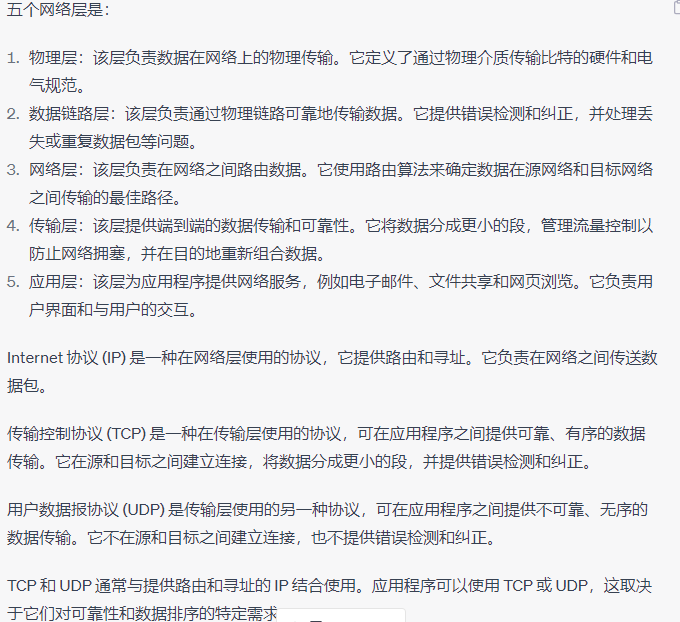 五个网络层是：
1. 物理层：该层负责数据在网络上的物理传输。它定义了通过物理介质传输比特的硬件和电
气规范。
2. 数据链路层：该层负责通过物理链路可靠地传输数据。它提供错误检测和纠正，并处理丢
失或重复数据包等问题。
3. 网络层：该层负责在网络之间路由数据。它使用路由算法来确定数据在源网络和目标网络
之间传输的最佳路径。
4. 传输层：该层提供端到端的数据传输和可靠性。它将数据分成更小的段，管理流量控制以
防止网络拥塞，并在目的地重新组合数据。
5. 应用层：该层为应用程序提供网络服务，例如电子邮件、文件共享和网页浏览。它负责用
户界面和与用户的交互。
Internet 协议 (IP) 是一种在网络层使用的协议，它提供路由和寻址。它负责在网络之间传送数
据包。
传输控制协议 (TCP) 是一种在传输层使用的协议，可在应用程序之间提供可靠、有序的数据
传输。它在源和目标之间建立连接，将数据分成更小的段，并提供错误检测和纠正。
用户数据报协议 (UDP) 是传输层使用的另一种协议，可在应用程序之间提供不可靠、无序的
数据传输。它不在源和目标之间建立连接，也不提供错误检测和纠正。
TCP 和 UDP 通常与提供路由和寻址的 IP 结合使用。应用程序可以使用 TCP 或 UDP，这取决
于它们对可靠性和数据排序的特定需求